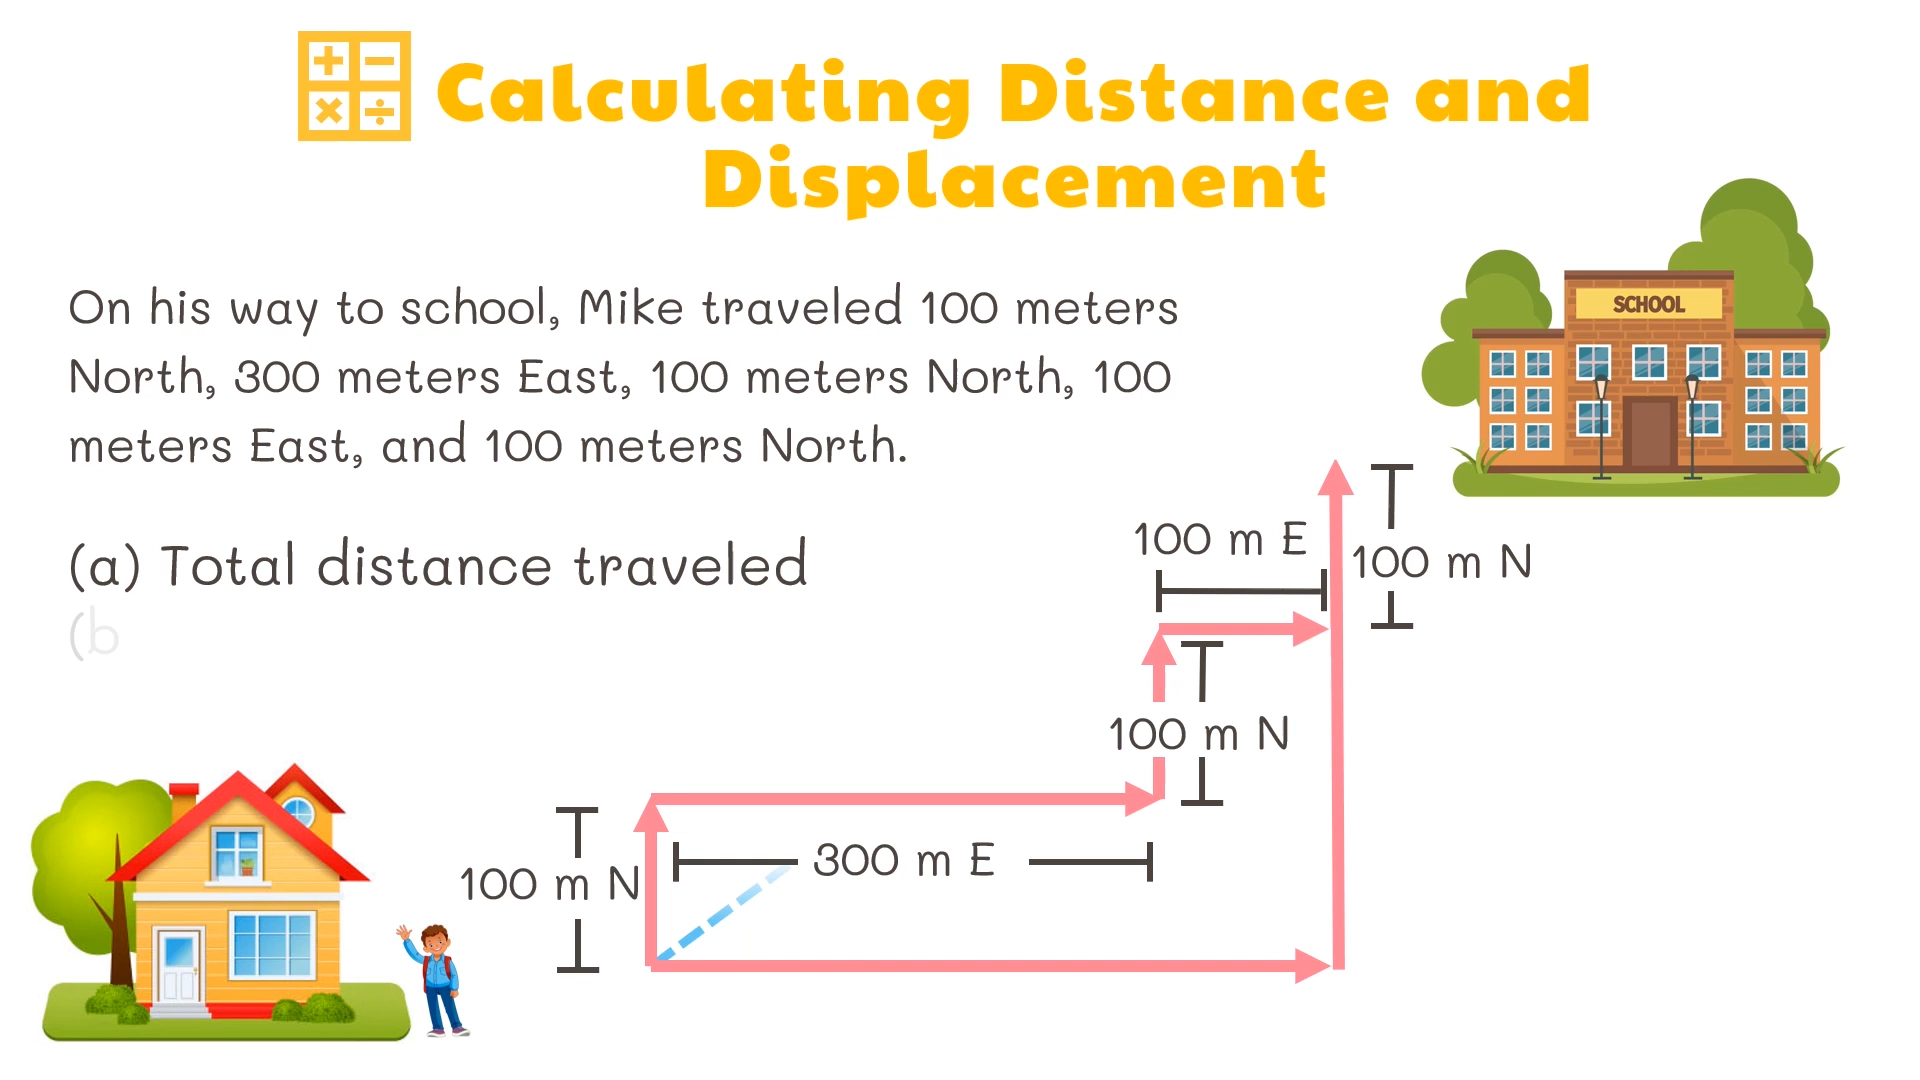 Calculating Distance and
Displacement
SCHOOL
On his way to school, Mike traveled 100 meters
North, 300 meters East, 100 meters North, 100
meters East, and 100 meters North.
(a) Total distance traveled
(b
100 m E
100 m N
100 m N
300 m E
100 m N